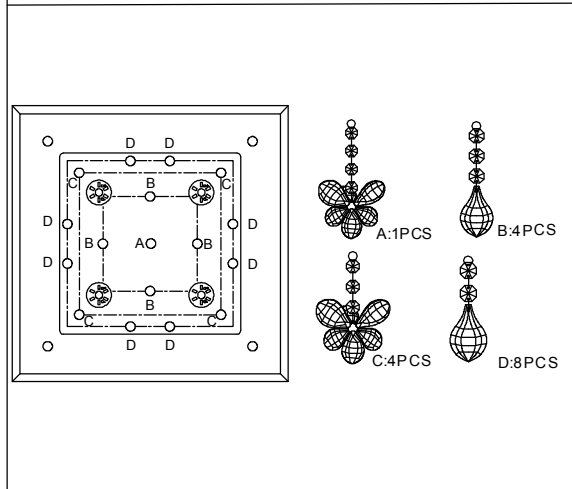 D D
C B C
D D
B A B
D D
B
C C
D D
A:1PCS
B:4PCS
C:4PCS
D:8PCS